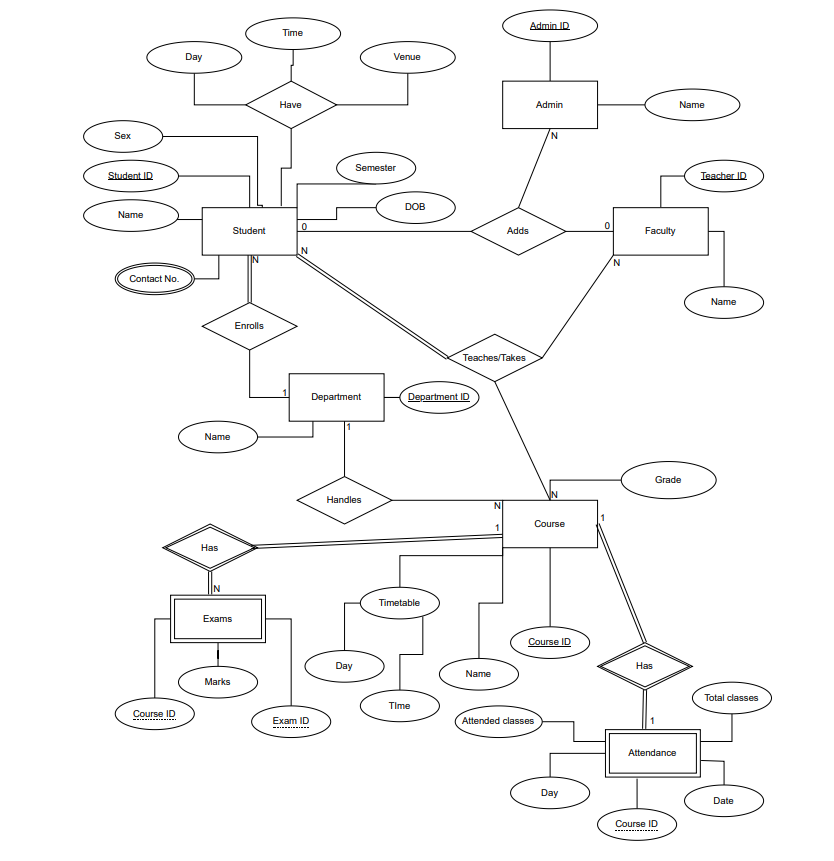 Admin ID
Time
Day
Venue
Have
Admin
Name
N
Sex
Semester
Student ID
Teacher ID
DOB
Name
Student
0
Adds
0
Faculty
N
N
N
Contact No.
Name
Enrolls
Teaches/Takes
1
Department
Department ID
1
Name
Grade
Handles
N
N
Course
1
1
Has
N
Exams
Timetable
Course ID
Day
Name
Has
Marks
TIme
Total classes
Course ID
Exam ID
Attended classes
1
Attendance
Day
Date
Course ID